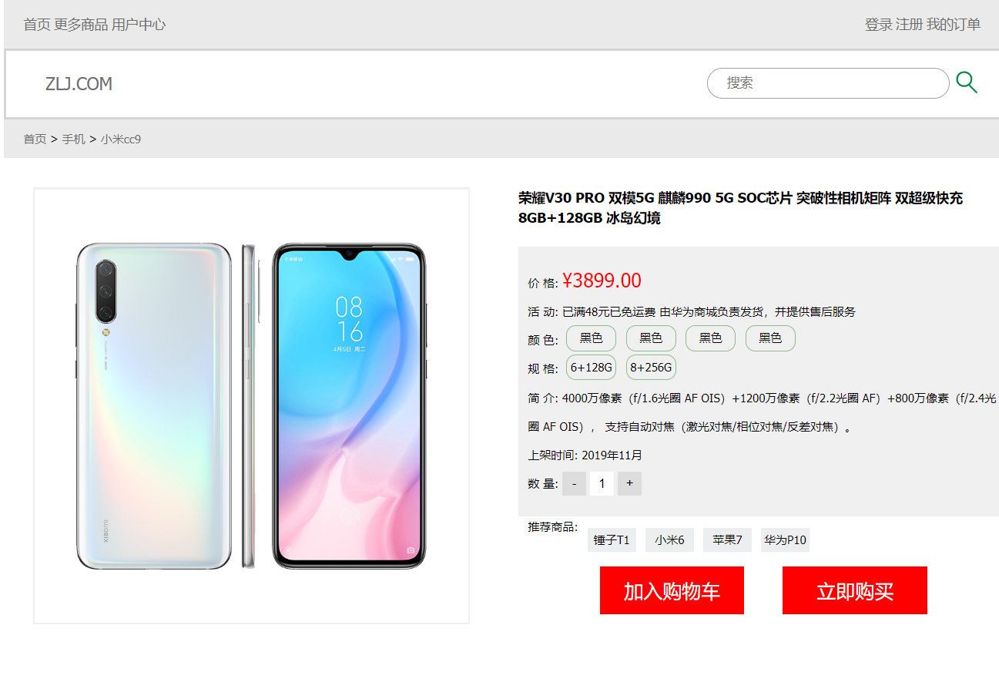 首页 更多商品 用户中心 登录 注册 我的订单
ZLJ.COM 搜索
首页 > 手机 > 小米cc9
荣耀V30 PRO 双模5G 麒麟990 5G SOC芯片 突破性相机矩阵 双超级快充
8GB+128GB 冰岛幻境
价 格: ¥3899.00
活 动: 已满48元已免运费 由华为商城负责发货，并提供售后服务
颜 色: 黑色 黑色 黑色 黑色
规 格: 6+128G 8+256G
简 介: 4000万像素（f/1.6光圈 AF OIS）+1200万像素（f/2.2光圈 AF）+800万像素（f/2.4光
圈 AF OIS）， 支持自动对焦（激光对焦/相位对焦/反差对焦）。
上架时间: 2019年11月
数 量: - 1 +
推荐商品: 锤子T1 小米6 苹果7 华为P10
加入购物车 立即购买
08
16
4月5日 周二
xiaomi